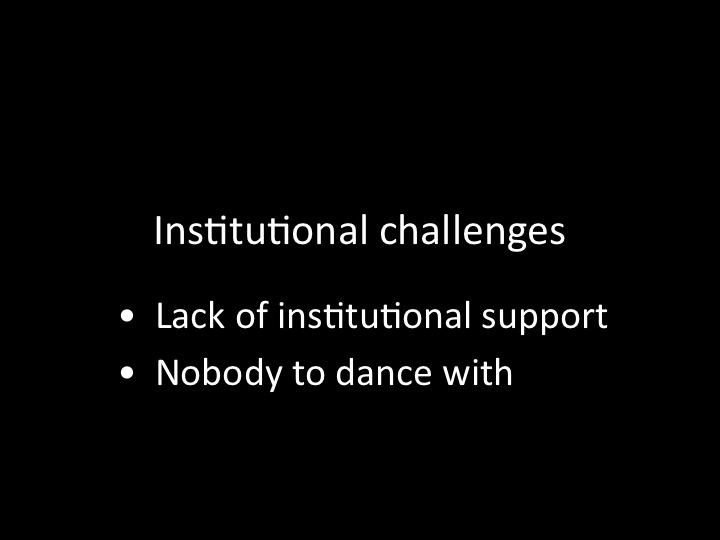 Institutional challenges
• Lack of institutional support
• Nobody to dance with